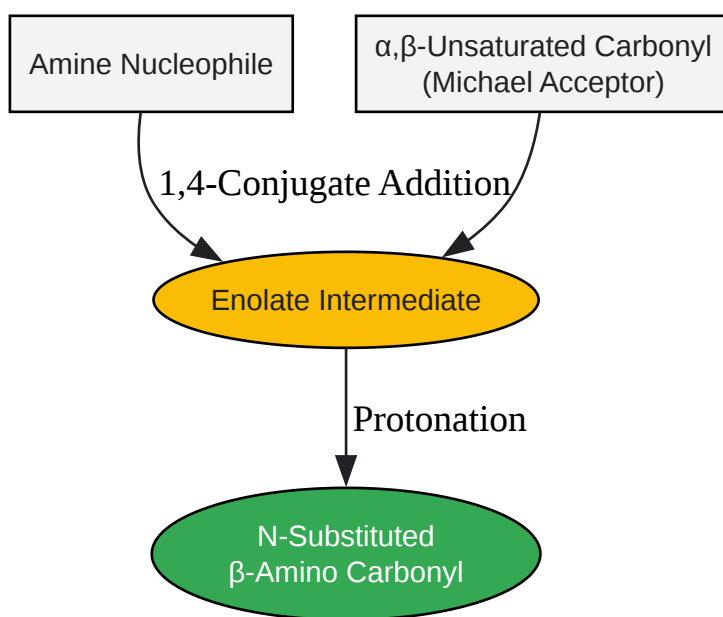 Amine Nucleophile
α,β-Unsaturated Carbonyl
(Michael Acceptor)
1,4-Conjugate Addition
Enolate Intermediate
Protonation
N-Substituted
β-Amino Carbonyl